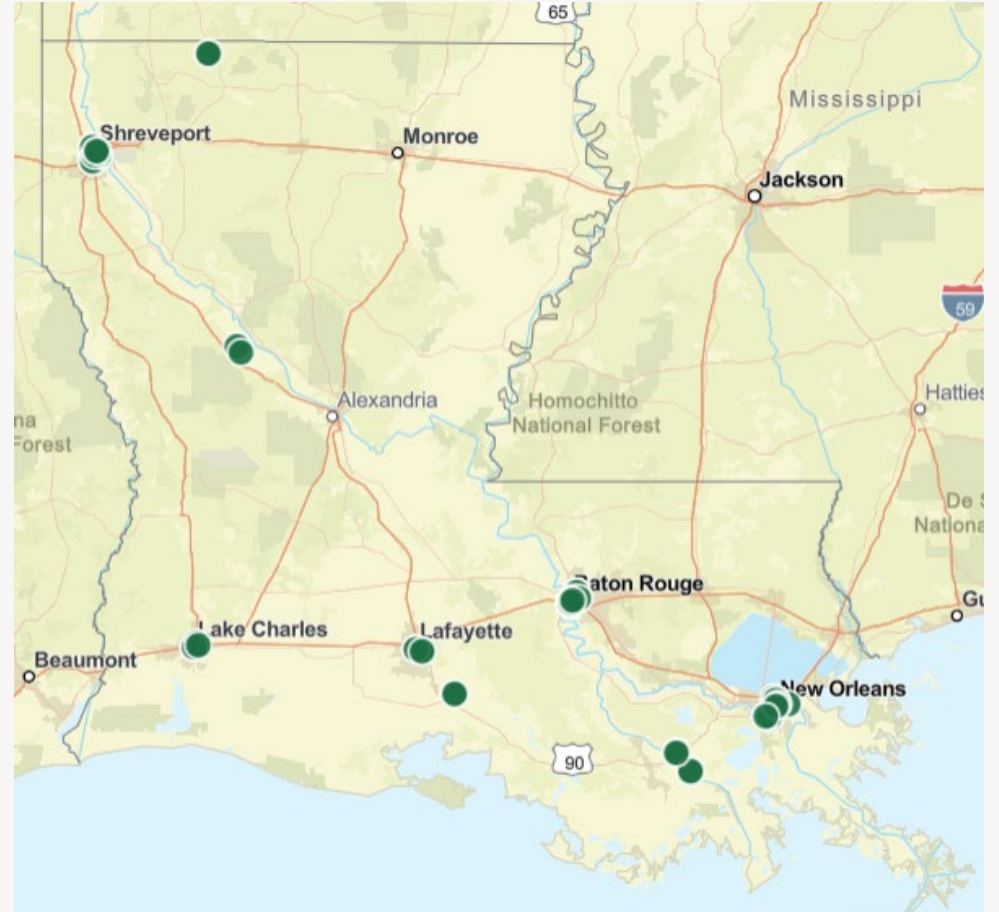 65
Mississippi
Shreveport
Monroe
Jackson
59
Alexandria
Homochitto
National Forest
Hatties
na
Forest
De S
Nationa
Baton Rouge
Gu
Lake Charles
Lafayette
Beaumont
New Orleans
90